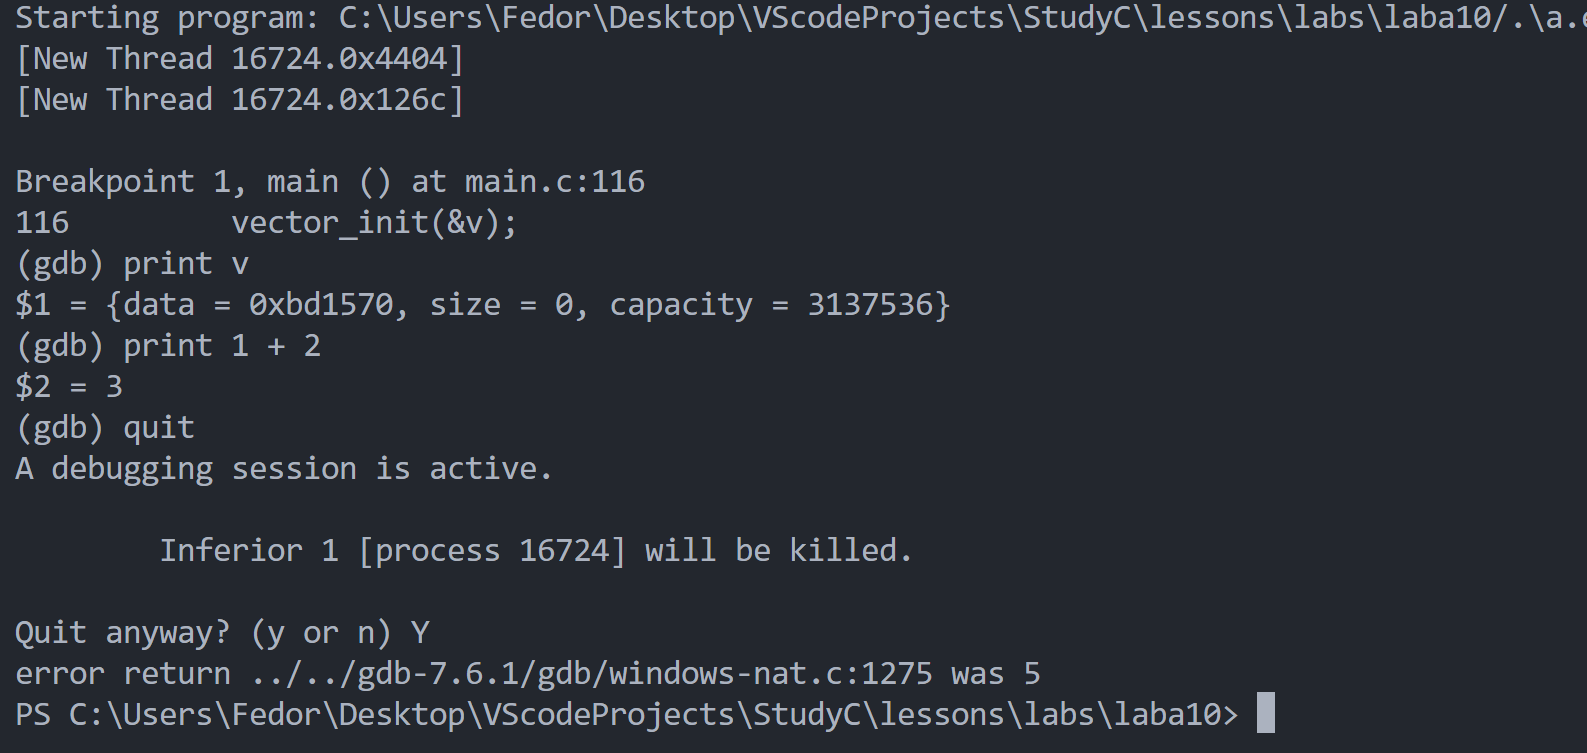 Starting program: C:\Users\Fedor\Desktop\VScodeProjects\StudyC\lessons\labs\laba10/.\a.e
[New Thread 16724.0x4404]
[New Thread 16724.0x126c]
Breakpoint 1, main () at main.c:116
116         vector_init(&v);
(gdb) print v
$1 = {data = 0xbd1570, size = 0, capacity = 3137536}
(gdb) print 1 + 2
$2 = 3
(gdb) quit
A debugging session is active.
        Inferior 1 [process 16724] will be killed.
Quit anyway? (y or n) Y
error return ../../gdb-7.6.1/gdb/windows-nat.c:1275 was 5
PS C:\Users\Fedor\Desktop\VScodeProjects\StudyC\lessons\labs\laba10>